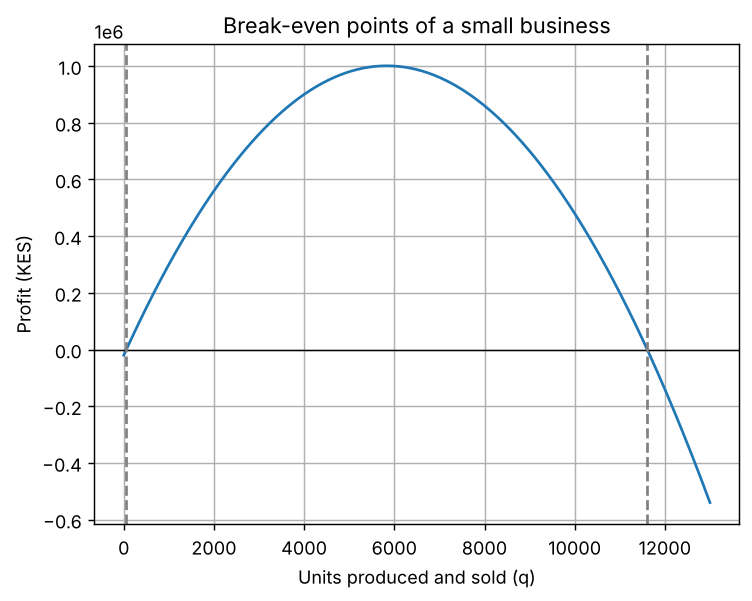 Break-even points of a small business
1e6
1.0
0.8
0.6
0.4
0.2
0.0
−0.2
−0.4
−0.6
Profit (KES)
0 2000 4000 6000 8000 10000 12000
Units produced and sold (q)